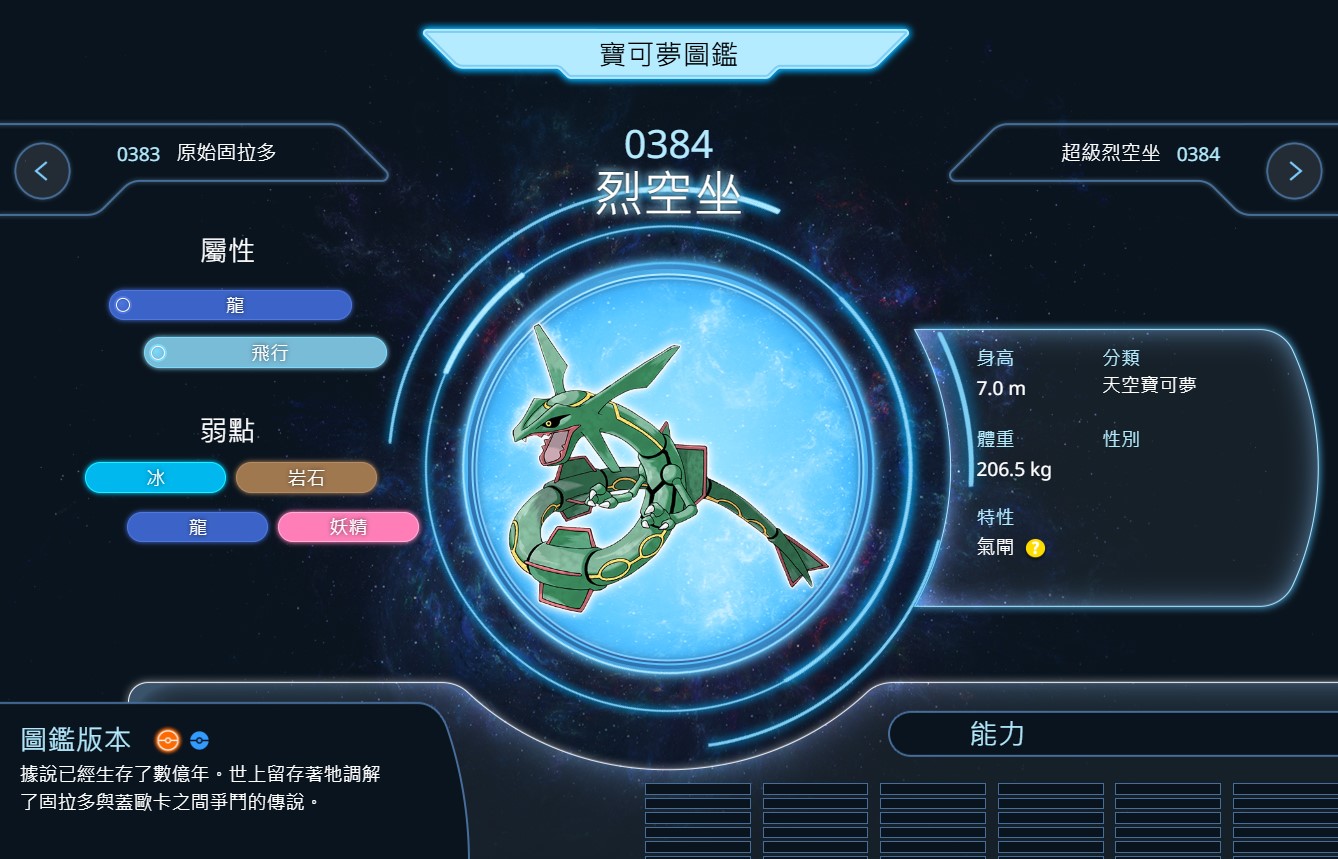 寶可夢圖鑑
0383 原始固拉多
0384
烈空坐
超級烈空坐 0384
屬性
龍
飛行
弱點
冰 岩石
龍 妖精
身高 分類
7.0 m 天空寶可夢
體重 性別
206.5 kg
特性
氣閘 ?
圖鑑版本
據說已經生存了數億年。世上留存著牠調解
了固拉多與蓋歐卡之間爭鬥的傳說。
能力